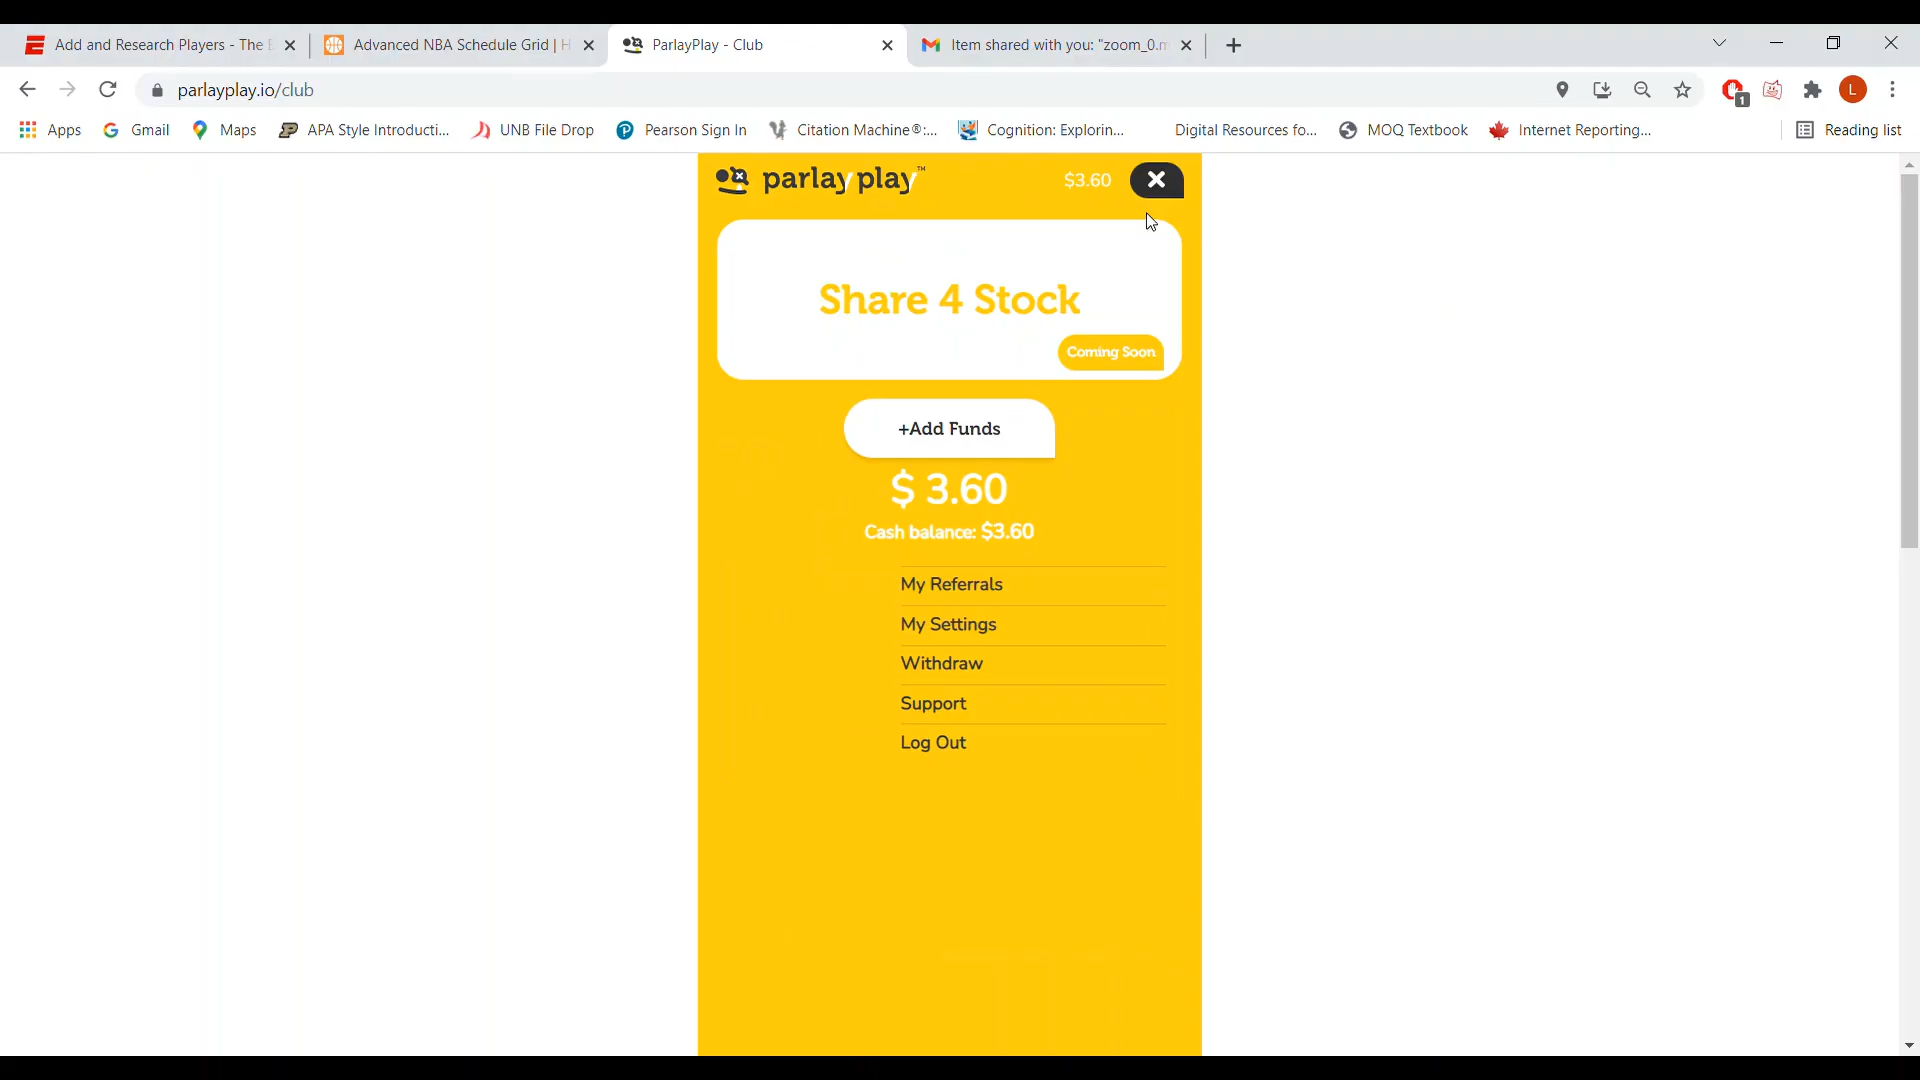 Add and Research Players - The E
Advanced NBA Schedule Grid | H
ParlayPlay - Club
Item shared with you: "zoom_0.m
parlayplay.io/club
1
L
Apps
Gmail
Maps
APA Style Introducti...
UNB File Drop
Pearson Sign In
Citation Machine®:...
Cognition: Explorin...
Digital Resources fo...
MOQ Textbook
Internet Reporting...
Reading list
parlay play™
$3.60
Share 4 Stock
Coming Soon
+Add Funds
$ 3.60
Cash balance: $3.60
My Referrals
My Settings
Withdraw
Support
Log Out